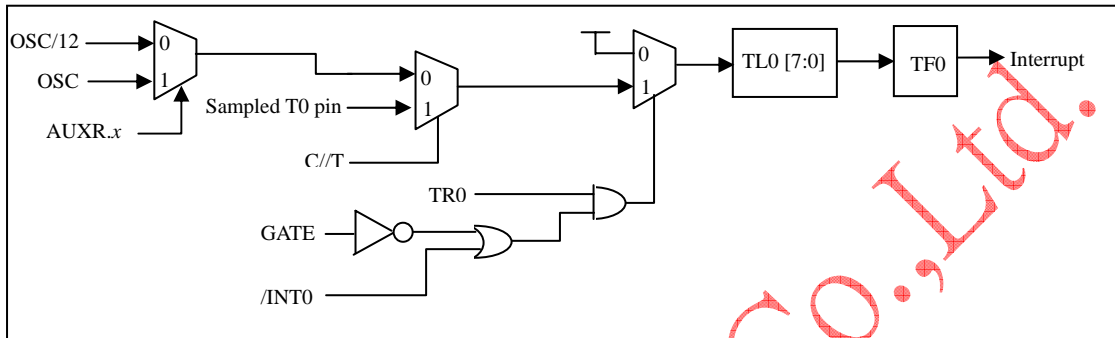 OSC/12
0
OSC
1
AUXR.x
0
Sampled T0 pin
1
C//T
0
1
TL0 [7:0]
TF0
Interrupt
TR0
GATE
/INT0
Co.,Ltd.